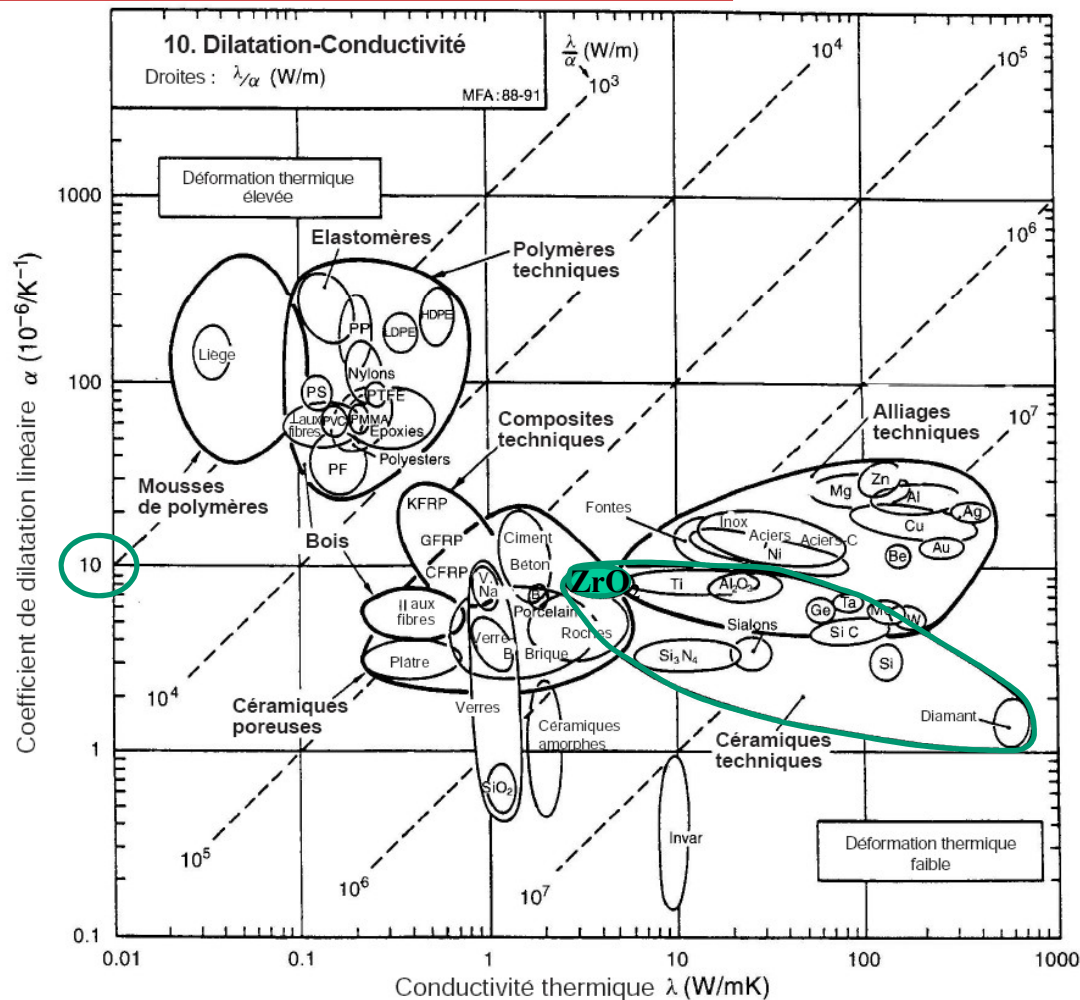 10. Dilatation-Conductivité
Droites : λ/α (W/m)
MFA:88-91
λ/α (W/m)
10³
10⁴
10⁵
10⁶
10⁷
Déformation thermique
élevée
Elastomères
Polymères
techniques
Liège
PP
LDPE
HDPE
Nylons
PS
PTFE
Laux
fibres
PVC
PMMA
Epoxies
PF
Polyesters
Mousses
de polymères
Composites
techniques
Alliages
techniques
Bois
KFRP
GFRP
CFRP
Ciment
Béton
V.
Na
B
Fontes
Inox
Aciers
Aciers-C
Ni
Mg
Zn
Al
Cu
Ag
Au
Be
ZrO
Ti
Al₂O₃
Ge
Ta
Mo
W
Si C
Sialons
Si₃N₄
Si
aux
fibres
Plâtre
Porcelain
Roches
Verre
B
Brique
Verres
Céramiques
poreuses
Céramiques
amorphes
SiO₂
Céramiques
techniques
Diamant
Invar
Déformation thermique
faible
10⁴
10⁵
10⁶
10⁷
Coefficient de dilatation linéaire α (10⁻⁶/K⁻¹)
1000
100
10
1
0.1
0.01
0.1
1
10
100
1000
Conductivité thermique λ (W/mK)